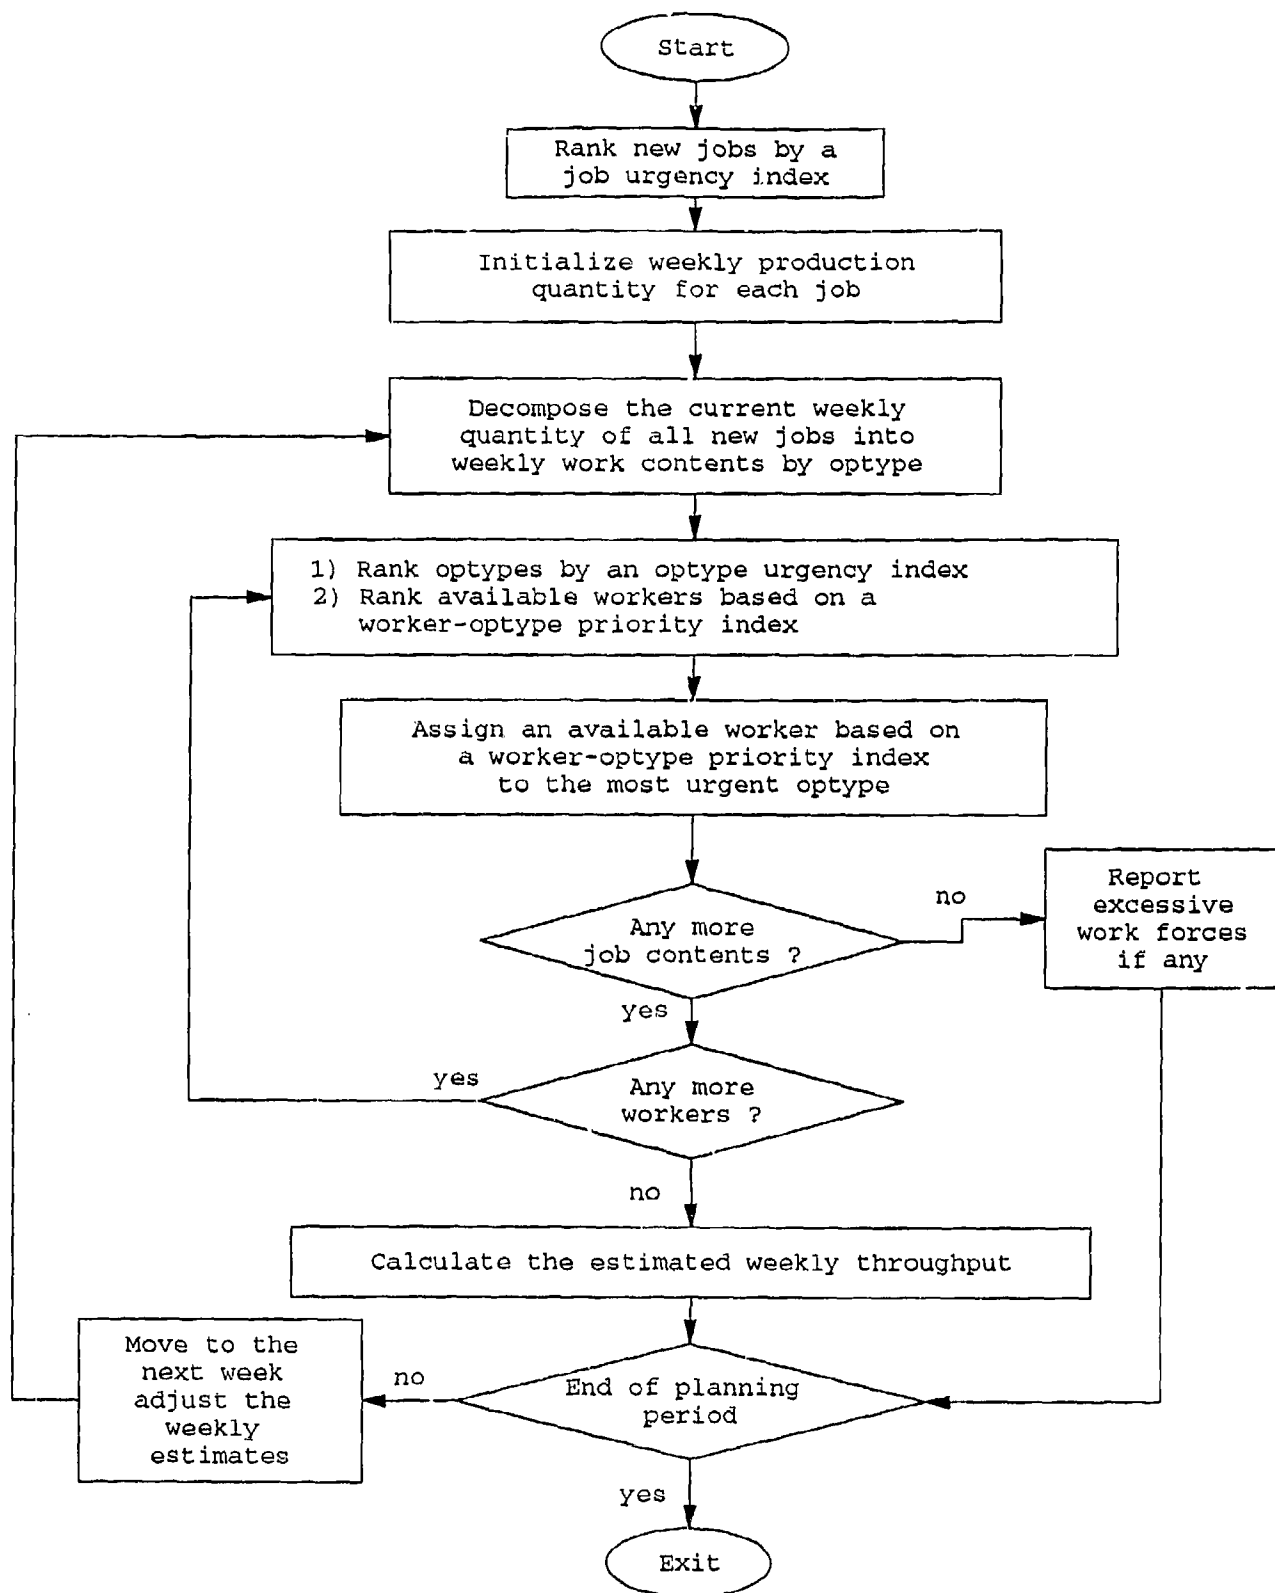 Start
Rank new jobs by a
job urgency index
Initialize weekly production
quantity for each job
Decompose the current weekly
quantity of all new jobs into
weekly work contents by optype
1) Rank optypes by an optype urgency index
2) Rank available workers based on a
worker-optype priority index
Assign an available worker based on
a worker-optype priority index
to the most urgent optype
Any more
job contents ?
no
Report
excessive
work forces
if any
yes
Any more
workers ?
yes
no
Calculate the estimated weekly throughput
End of planning
period
no
Move to the
next week
adjust the
weekly
estimates
yes
Exit